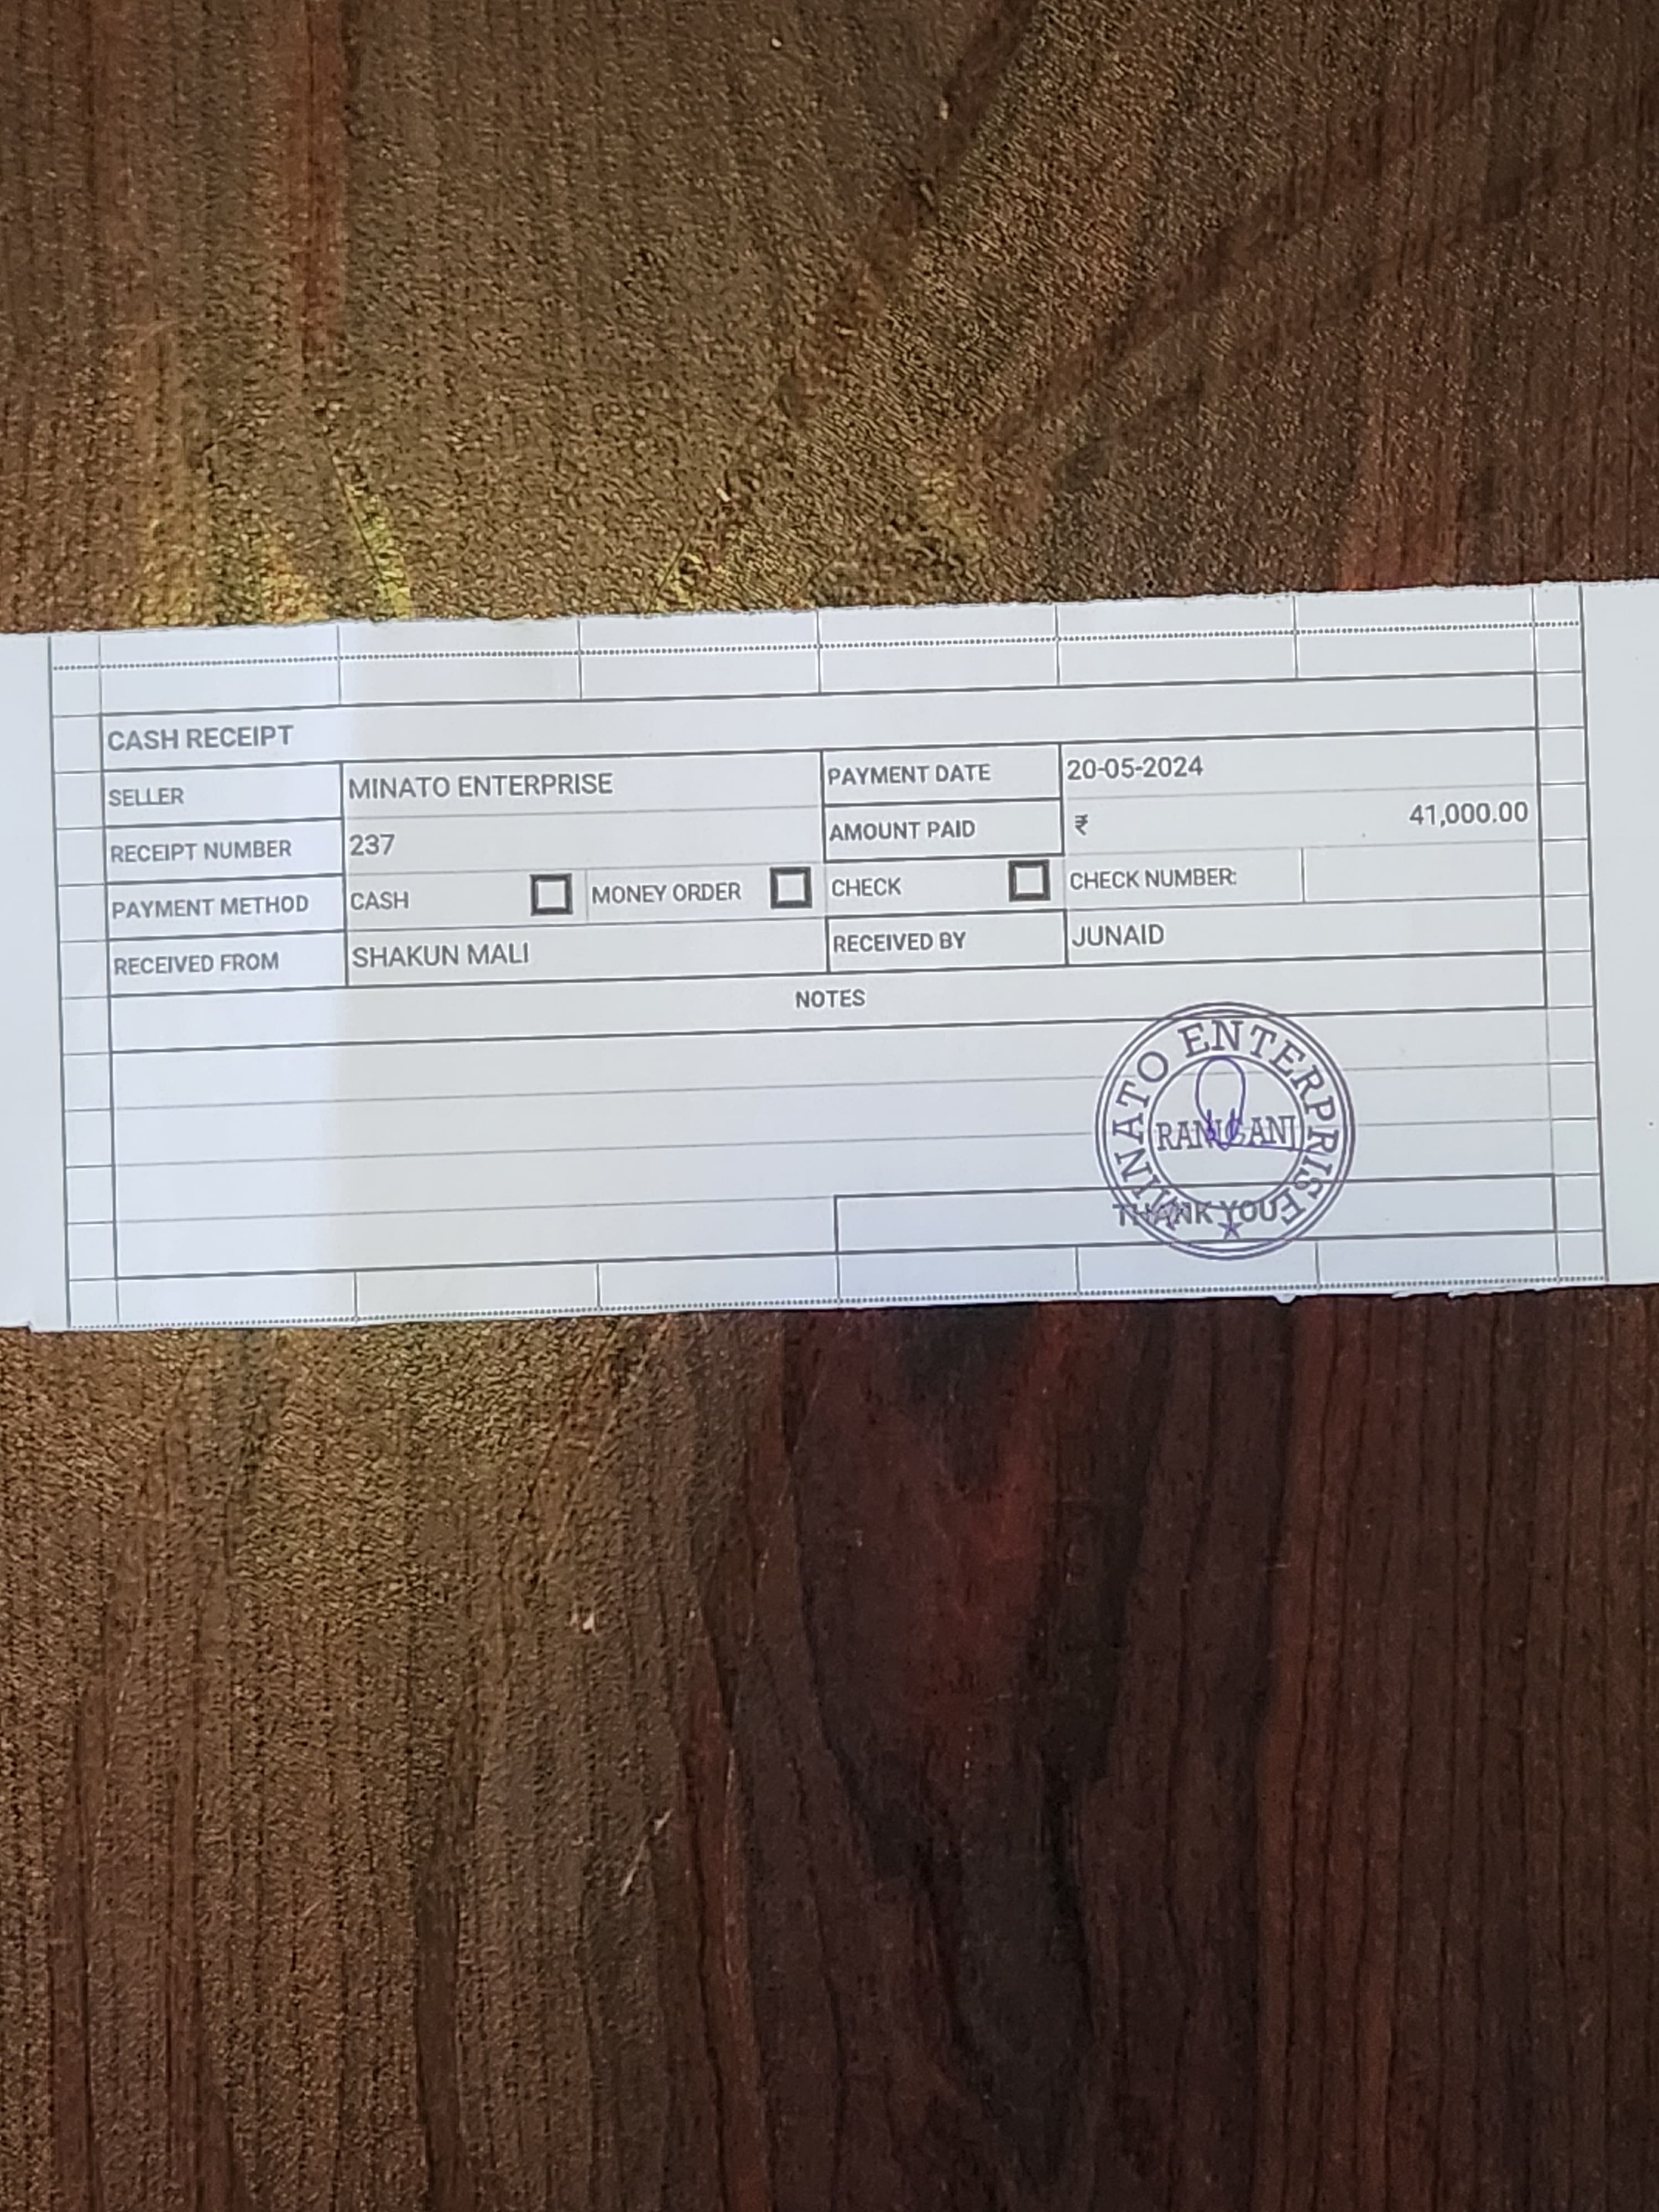 CASH RECEIPT
SELLER MINATO ENTERPRISE PAYMENT DATE 20-05-2024
RECEIPT NUMBER 237 AMOUNT PAID ₹ 41,000.00
PAYMENT METHOD CASH MONEY ORDER CHECK CHECK NUMBER:
RECEIVED FROM SHAKUN MALI RECEIVED BY JUNAID
NOTES
MINATO ENTERPRISE
THANK YOU